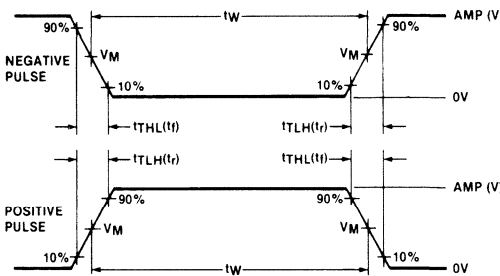 tW
AMP (V
90%
90%
NEGATIVE
PULSE
VM
VM
10%
10%
0V
tTHL(tf)
tTLH(tr)
tTLH(tr)
tTHL(tf)
AMP (V
90%
90%
POSITIVE
PULSE
VM
VM
10%
10%
0V
tW